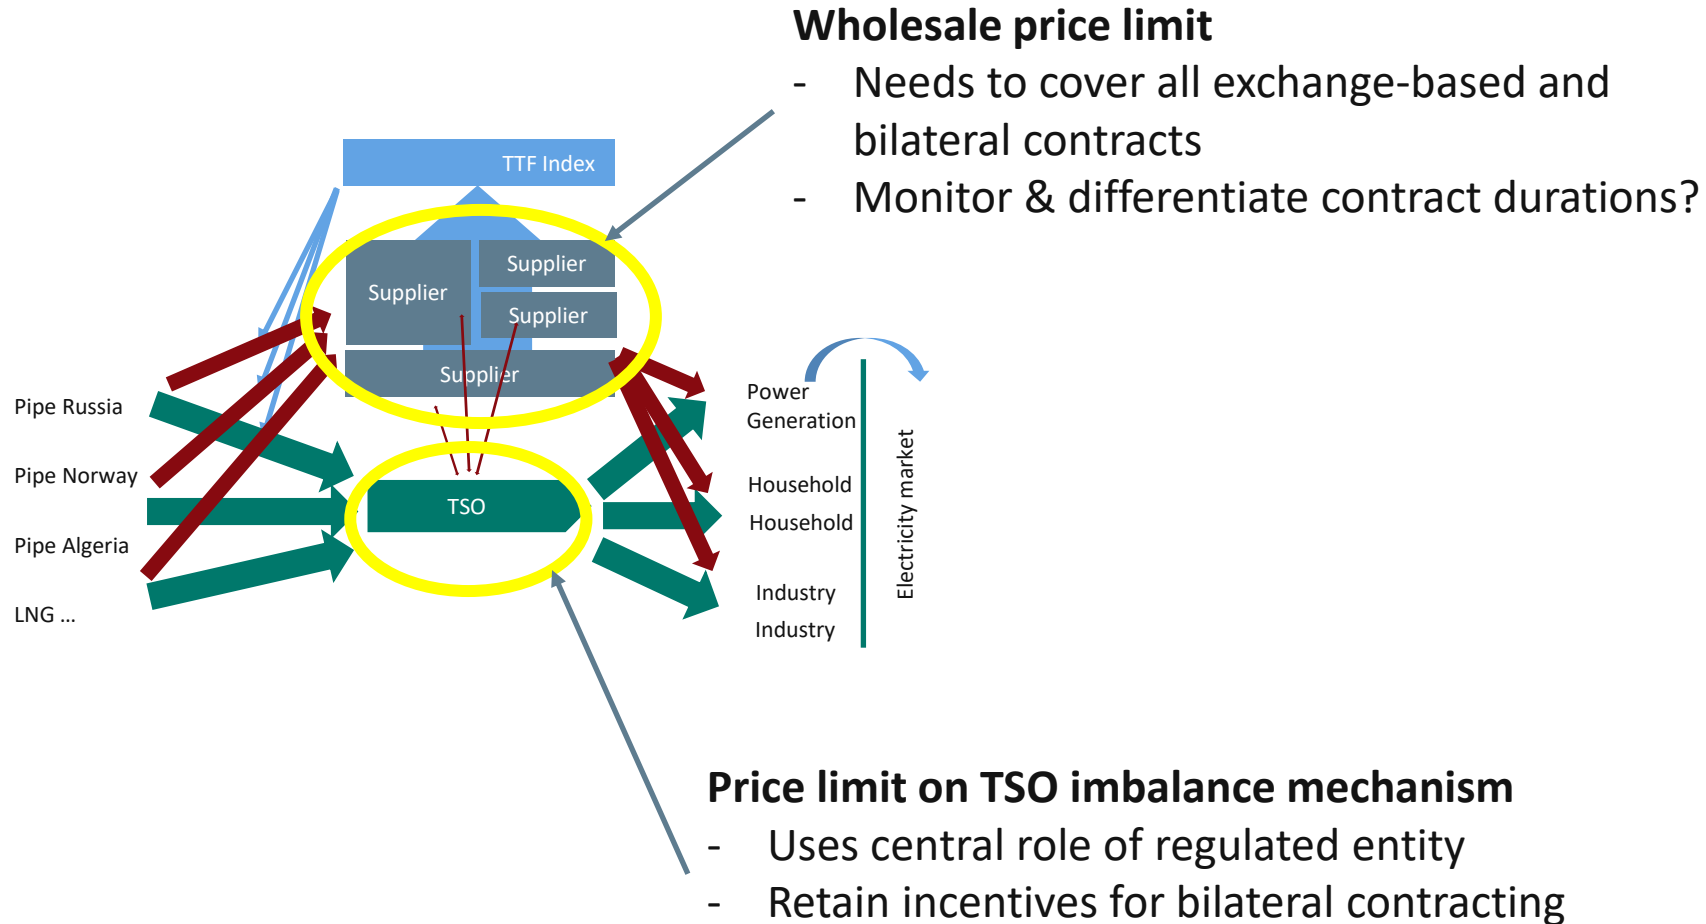 Wholesale price limit
- Needs to cover all exchange-based and
bilateral contracts
- Monitor & differentiate contract durations?
TTF Index
Supplier
Supplier
Supplier
Supplier
Pipe Russia
Pipe Norway
Pipe Algeria
LNG ...
TSO
Power
Generation
Household
Household
Industry
Industry
Electricity market
Price limit on TSO imbalance mechanism
- Uses central role of regulated entity
- Retain incentives for bilateral contracting